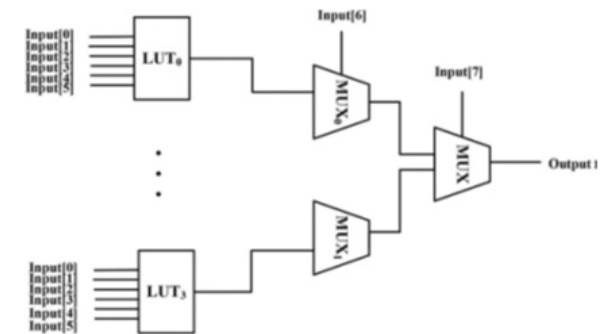 Input[6]
Input[0]
Input[1]
Input[2]
Input[3]
Input[4]
Input[5]
LUT0
MUX0
Input[7]
MUX
Output 1
MUX1
Input[0]
Input[1]
Input[2]
Input[3]
Input[4]
Input[5]
LUT3